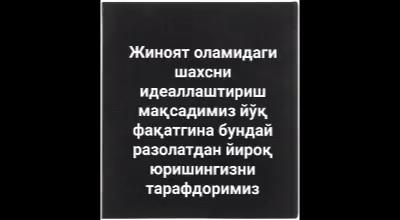 Жиноят оламидаги
шахсни
идеаллаштириш
мақсадимиз йўқ
фақатгина бундай
разолатдан йироқ
юришингизни
тарафдоримиз